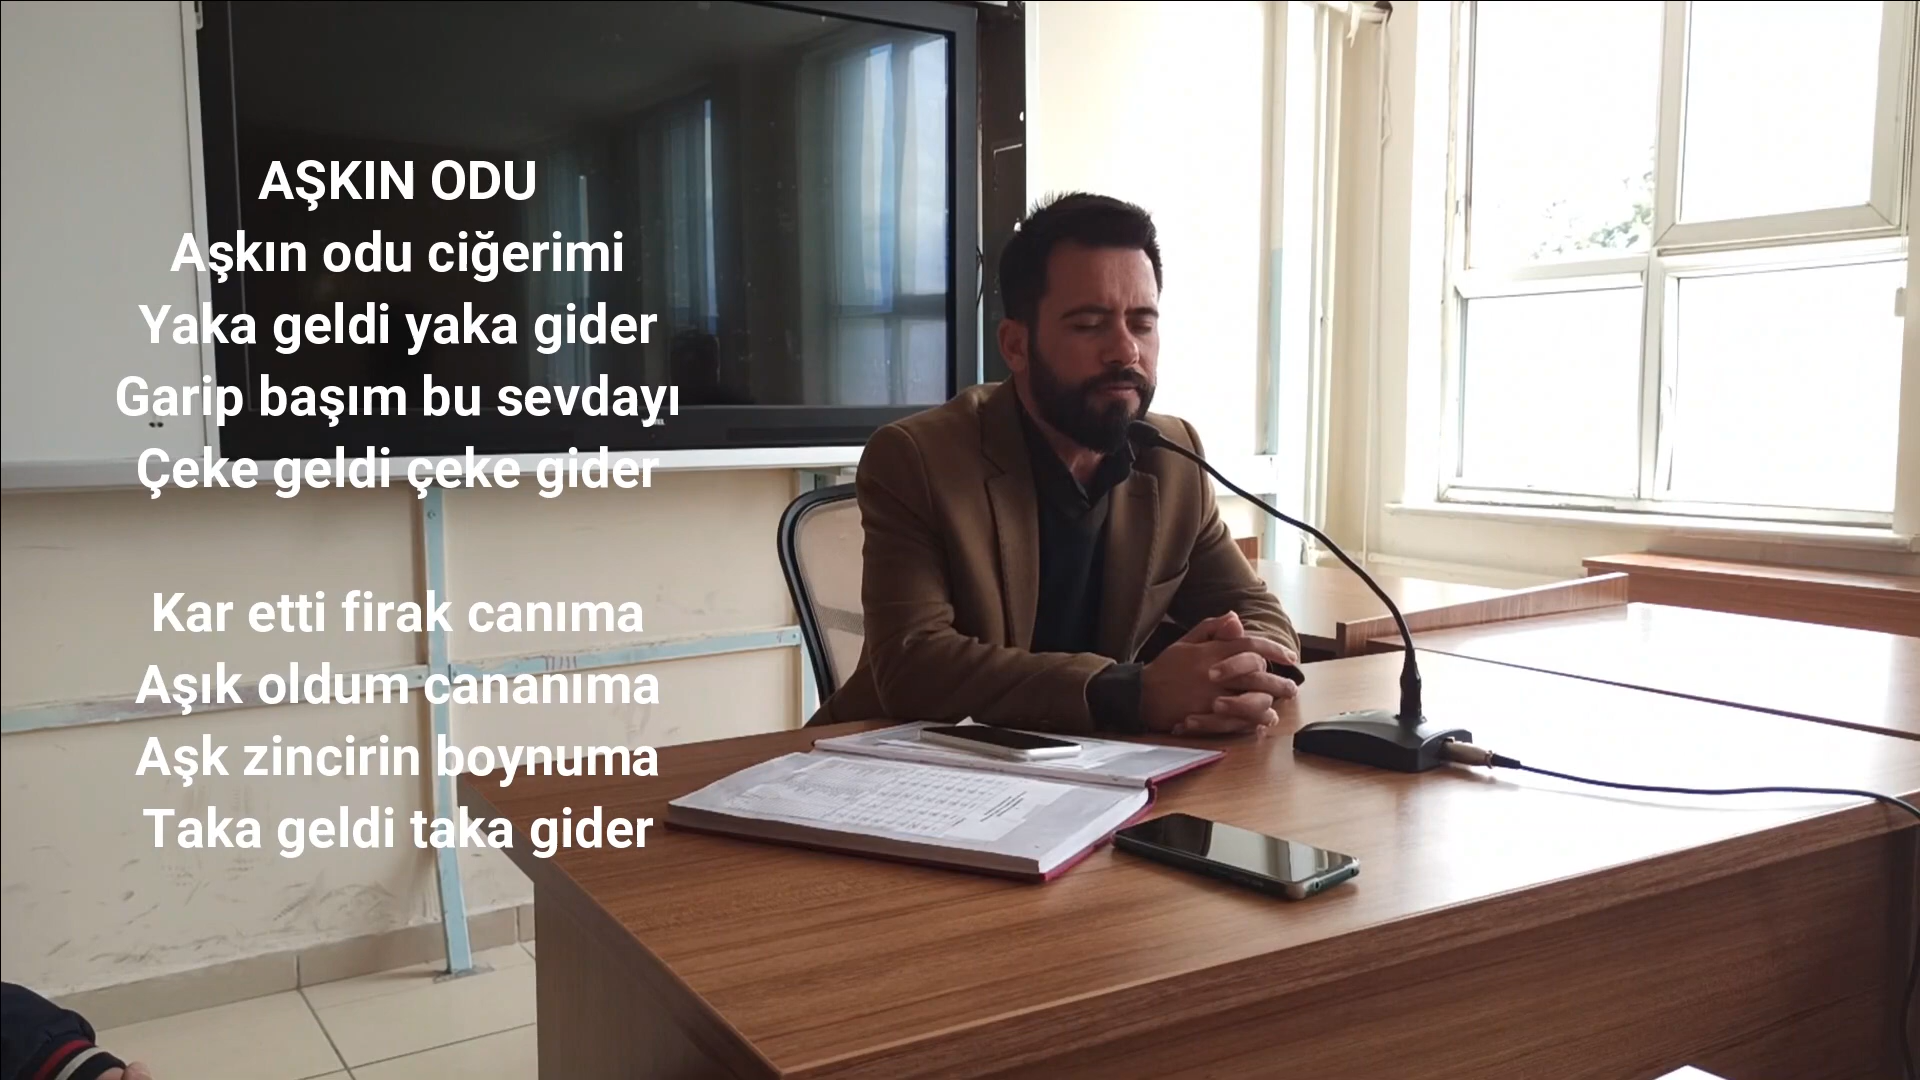 AŞKIN ODU
Aşkın odu ciğerimi
Yaka geldi yaka gider
Garip başım bu sevdayı
Çeke geldi çeke gider
Kar etti firak canıma
Aşık oldum cananıma
Aşk zincirin boynuma
Taka geldi taka gider